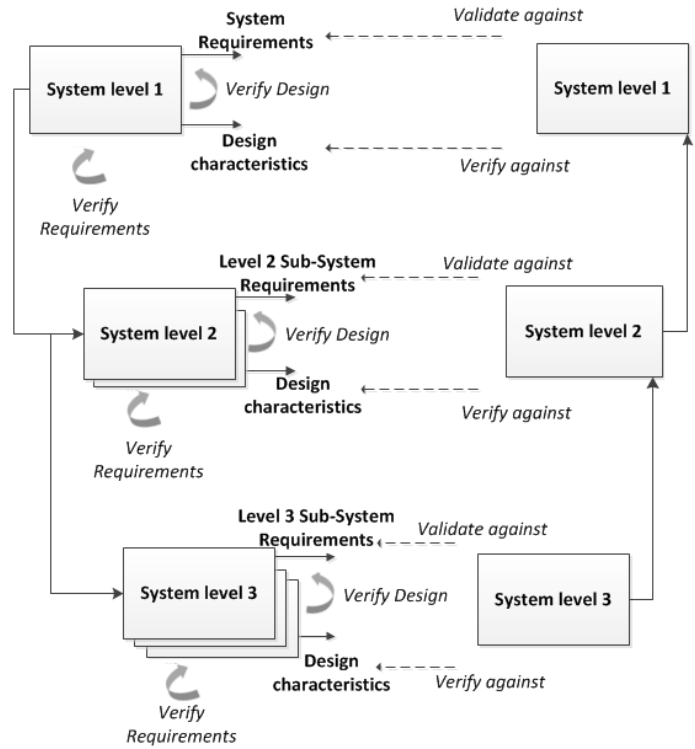 System
Requirements
Validate against
System level 1
Verify Design
System level 1
Design
characteristics
Verify against
Verify
Requirements
Level 2 Sub-System
Requirements
Validate against
System level 2
Verify Design
System level 2
Design
characteristics
Verify against
Verify
Requirements
Level 3 Sub-System
Requirements
Validate against
System level 3
Verify Design
System level 3
Design
characteristics
Verify against
Verify
Requirements